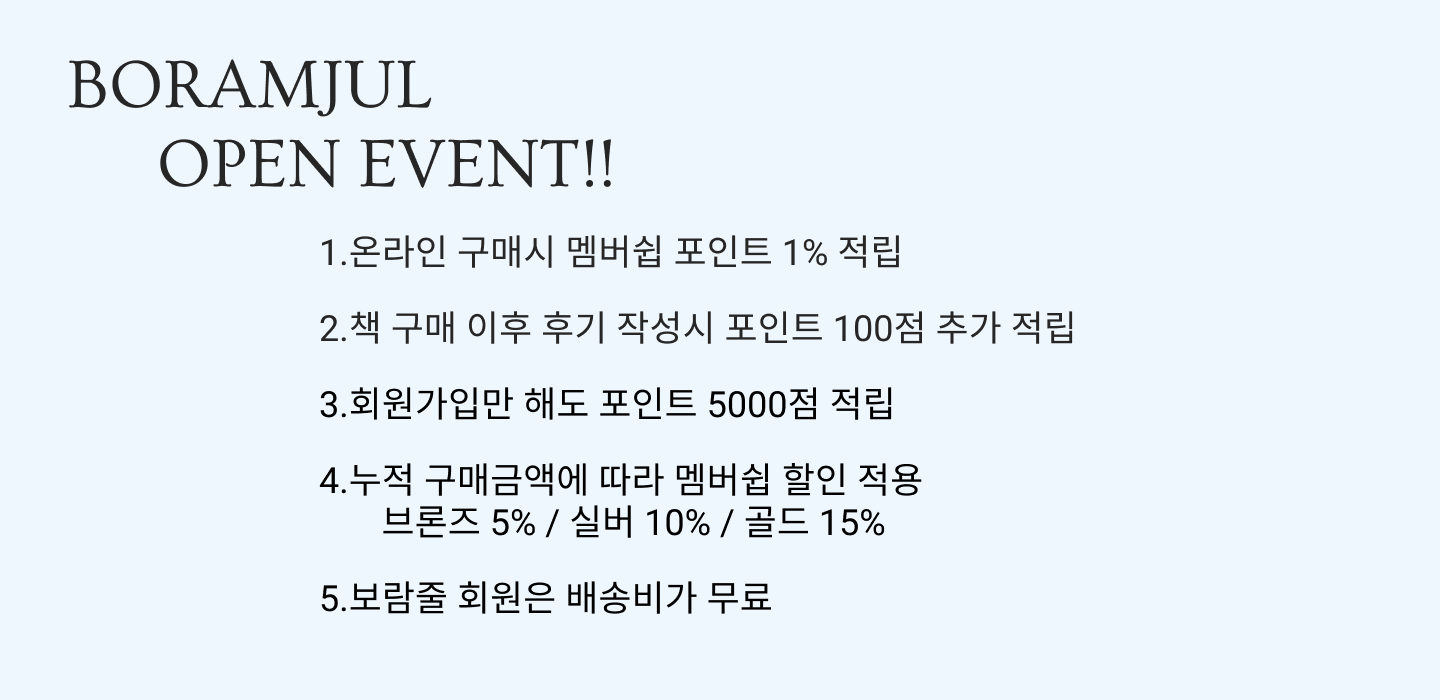 BORAMJUL
OPEN EVENT!!
1.온라인 구매시 멤버쉽 포인트 1% 적립
2.책 구매 이후 후기 작성시 포인트 100점 추가 적립
3.회원가입만 해도 포인트 5000점 적립
4.누적 구매금액에 따라 멤버쉽 할인 적용
브론즈 5% / 실버 10% / 골드 15%
5.보람줄 회원은 배송비가 무료